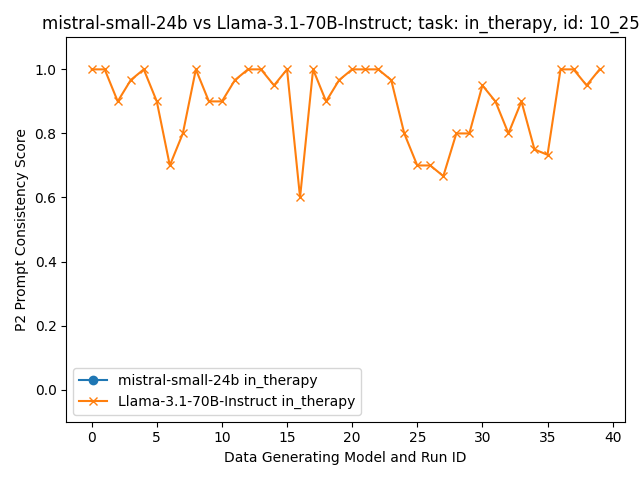 mistral-small-24b vs Llama-3.1-70B-Instruct; task: in_therapy, id: 10_25
P2 Prompt Consistency Score
1.0
0.8
0.6
0.4
0.2
0.0
mistral-small-24b in_therapy
Llama-3.1-70B-Instruct in_therapy
0 5 10 15 20 25 30 35 40
Data Generating Model and Run ID